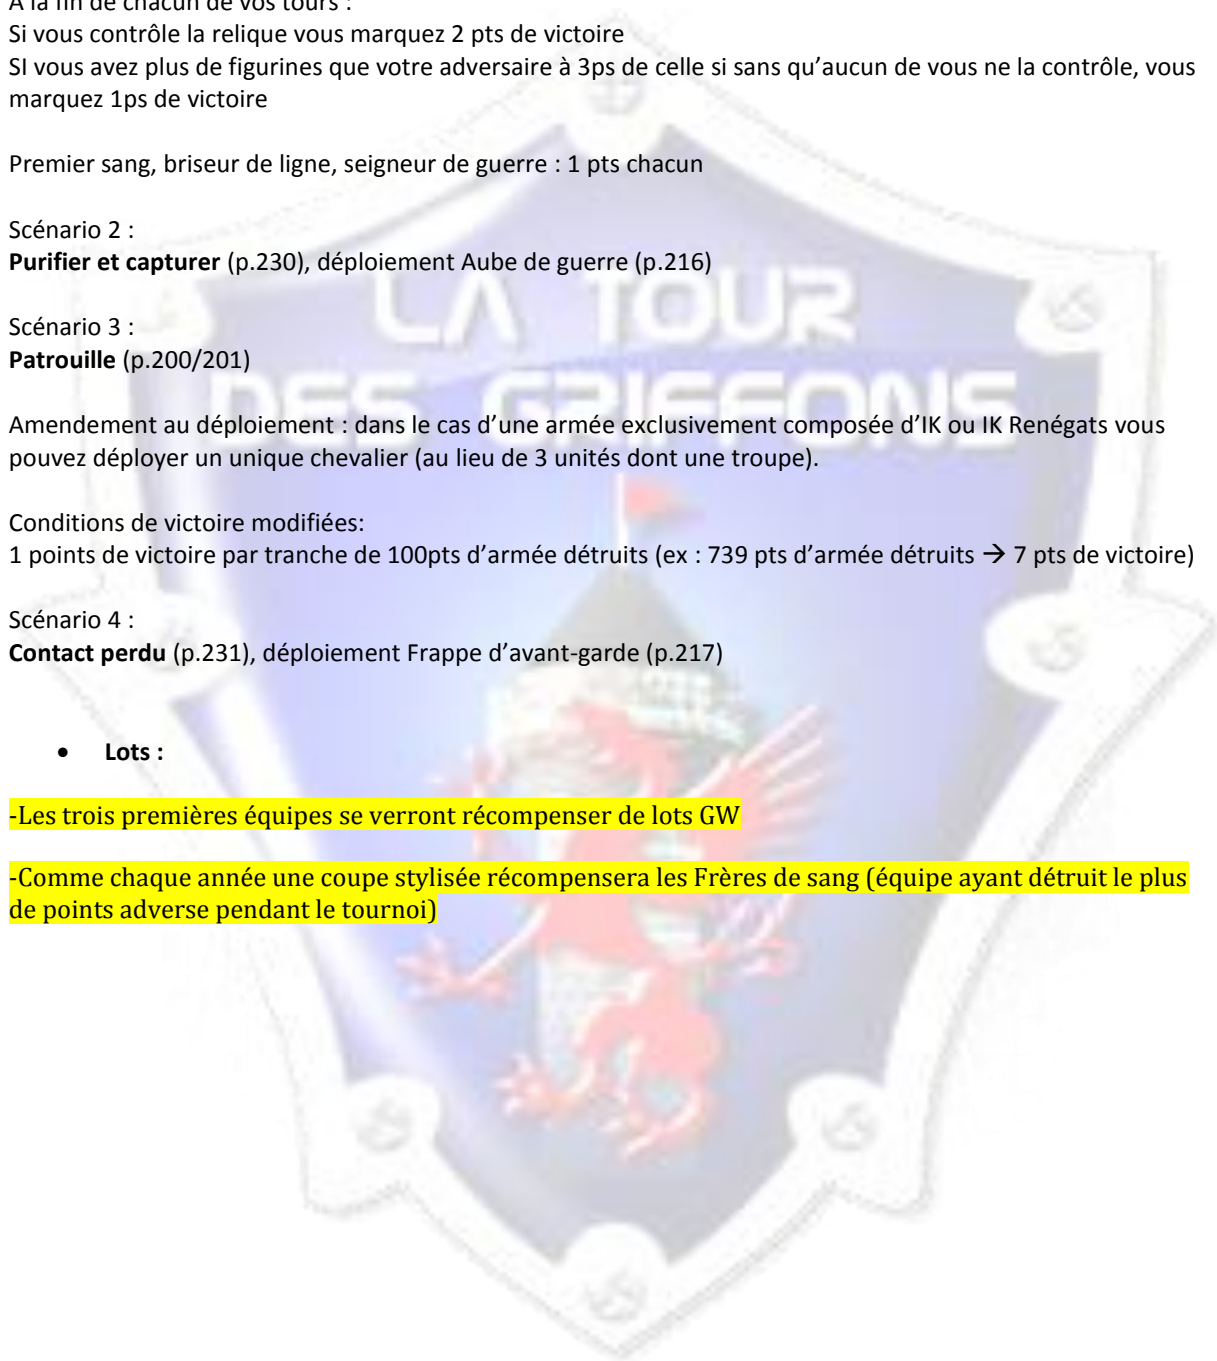 A la fin de chacun de vos tours :
Si vous contrôle la relique vous marquez 2 pts de victoire
SI vous avez plus de figurines que votre adversaire à 3ps de celle si sans qu’aucun de vous ne la contrôle, vous
marquez 1ps de victoire
Premier sang, briseur de ligne, seigneur de guerre : 1 pts chacun
Scénario 2 :
Purifier et capturer (p.230), déploiement Aube de guerre (p.216)
Scénario 3 :
Patrouille (p.200/201)
Amendement au déploiement : dans le cas d’une armée exclusivement composée d’IK ou IK Renégats vous
pouvez déployer un unique chevalier (au lieu de 3 unités dont une troupe).
Conditions de victoire modifiées:
1 points de victoire par tranche de 100pts d’armée détruits (ex : 739 pts d’armée détruits → 7 pts de victoire)
Scénario 4 :
Contact perdu (p.231), déploiement Frappe d’avant-garde (p.217)
• Lots :
-Les trois premières équipes se verront récompenser de lots GW
-Comme chaque année une coupe stylisée récompensera les Frères de sang (équipe ayant détruit le plus
de points adverse pendant le tournoi)
LA TOUR
DES GRIFFONS